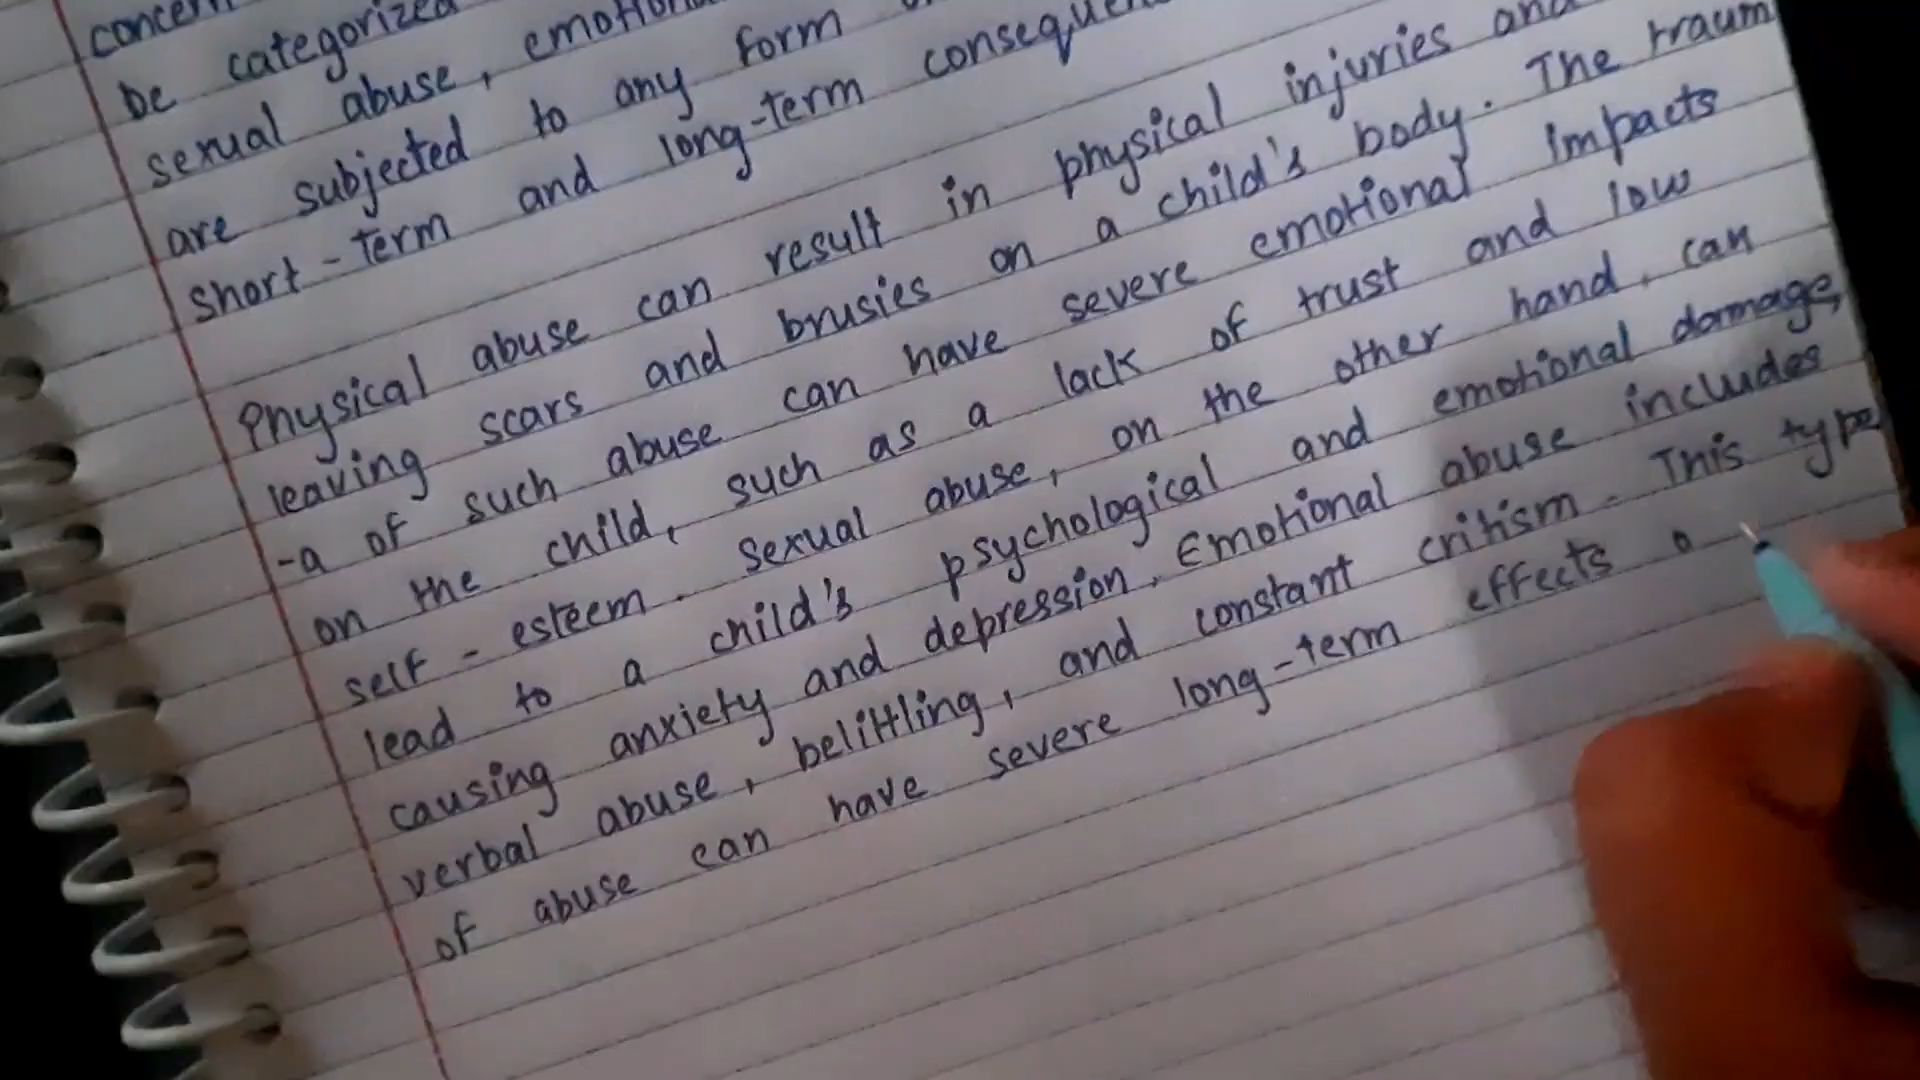 concern
be categorized
sexual abuse, emotional
are subjected to any form
short-term and long-term consequen
Physical abuse can result in physical injuries and
leaving scars and brusies on a child's body. The traum
-a of such abuse can have severe emotional impacts
on the child, such as a lack of trust and low
self-esteem. Sexual abuse, on the other hand, can
lead to a child's psychological and emotional damage,
causing anxiety and depression. Emotional abuse includes
verbal abuse, belittling, and constant critism. This type
of abuse can have severe long-term effects o